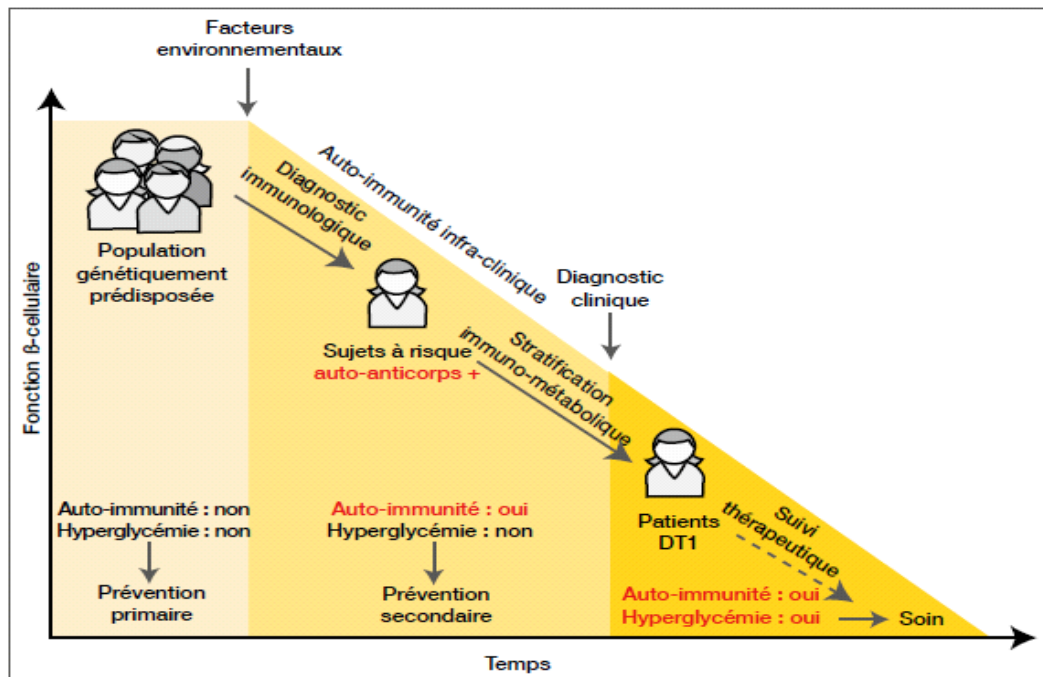 Facteurs
environnementaux
Fonction ß-cellulaire
Population
génétiquement
prédisposée
Diagnostic
immunologique
Auto-immunité infra-clinique
Sujets à risque
auto-anticorps +
Diagnostic
clinique
Stratification
immuno-métabolique
Patients
DT1
Suivi
thérapeutique
Auto-immunité : non
Hyperglycémie : non
Prévention
primaire
Auto-immunité : oui
Hyperglycémie : non
Prévention
secondaire
Auto-immunité : oui
Hyperglycémie : oui
Soin
Temps